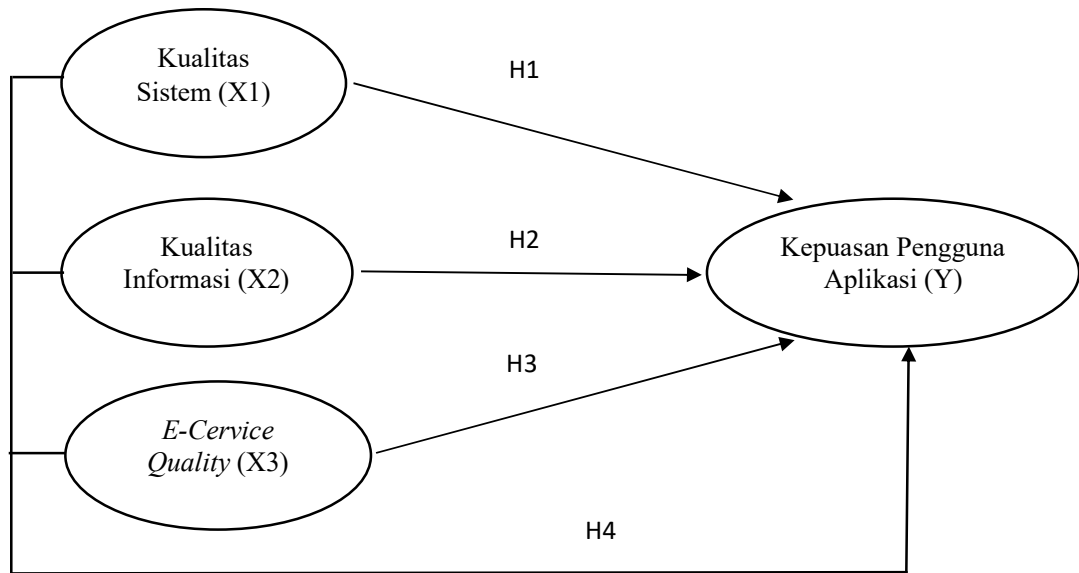 Kualitas
Sistem (X1)
H1
Kualitas
Informasi (X2)
H2
Kepuasan Pengguna
Aplikasi (Y)
H3
E-Cervice
Quality (X3)
H4